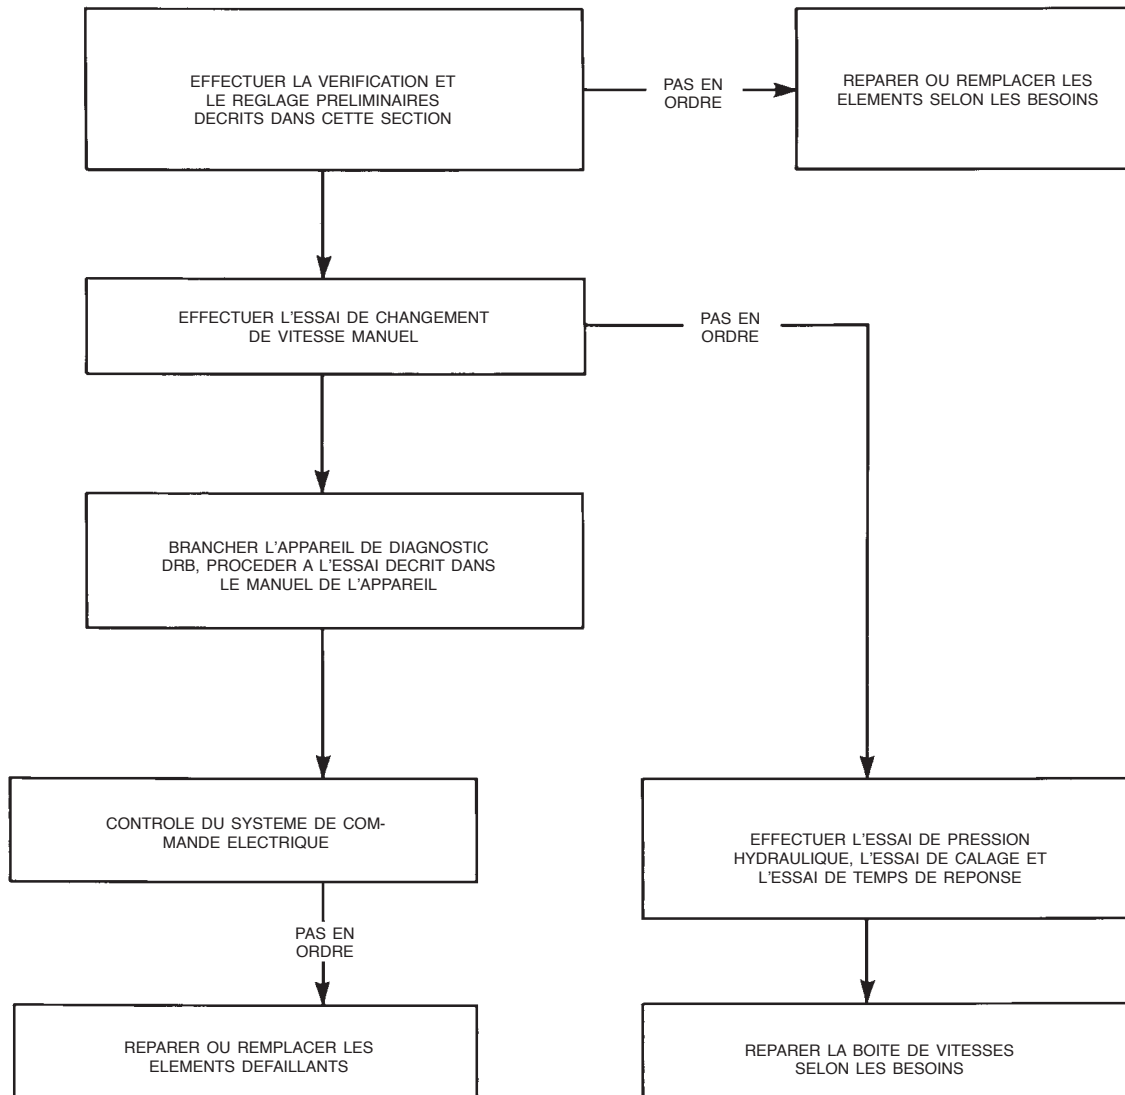 EFFECTUER LA VERIFICATION ET
LE REGLAGE PRELIMINAIRES
DECRITS DANS CETTE SECTION
PAS EN
ORDRE
REPARER OU REMPLACER LES
ELEMENTS SELON LES BESOINS
EFFECTUER L'ESSAI DE CHANGEMENT
DE VITESSE MANUEL
PAS EN
ORDRE
BRANCHER L'APPAREIL DE DIAGNOSTIC
DRB, PROCEDER A L'ESSAI DECRIT DANS
LE MANUEL DE L'APPAREIL
CONTROLE DU SYSTEME DE COM-
MANDE ELECTRIQUE
EFFECTUER L'ESSAI DE PRESSION
HYDRAULIQUE, L'ESSAI DE CALAGE ET
L'ESSAI DE TEMPS DE REPONSE
PAS EN
ORDRE
REPARER OU REMPLACER LES
ELEMENTS DEFAILLANTS
REPARER LA BOITE DE VITESSES
SELON LES BESOINS